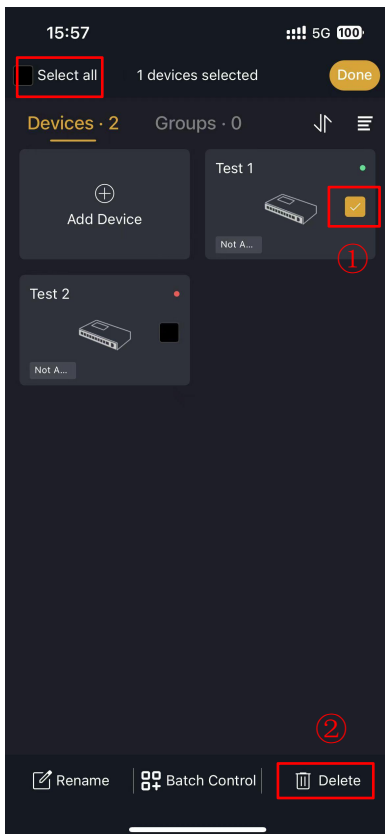 15:57 5G 100
Select all 1 devices selected Done
Devices · 2 Groups · 0
Add Device
Test 1
Not A...
①
Test 2
Not A...
②
Rename Batch Control Delete